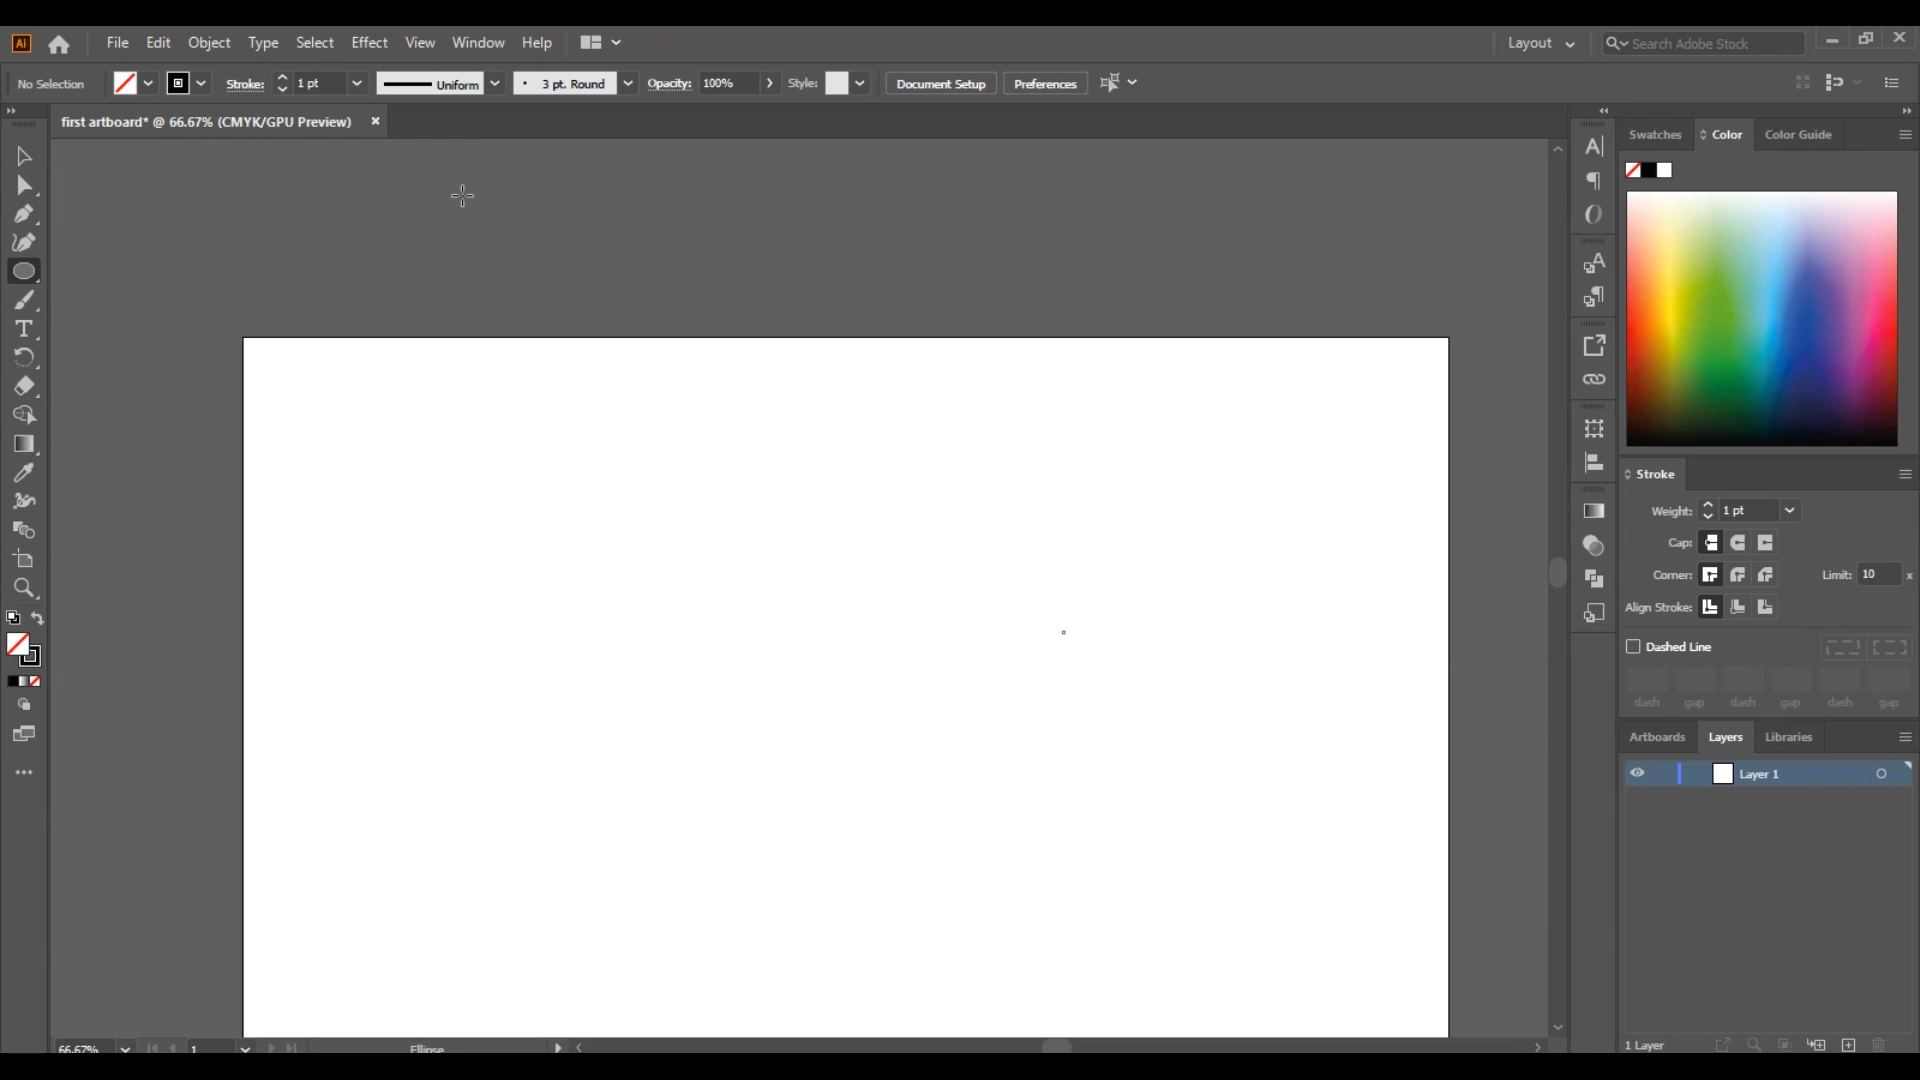 Ai File Edit Object Type Select Effect View Window Help Layout Search Adobe Stock
No Selection Stroke: 1 pt Uniform 3 pt. Round Opacity: 100% Style: Document Setup Preferences
first artboard* @ 66.67% (CMYK/GPU Preview)
Swatches Color Color Guide
Stroke
Weight: 1 pt
Cap:
Corner: Limit: 10 x
Align Stroke:
Dashed Line
dash gap dash gap dash gap
Artboards Layers Libraries
Layer 1
1 Layer
66.67% 1 Ellipse